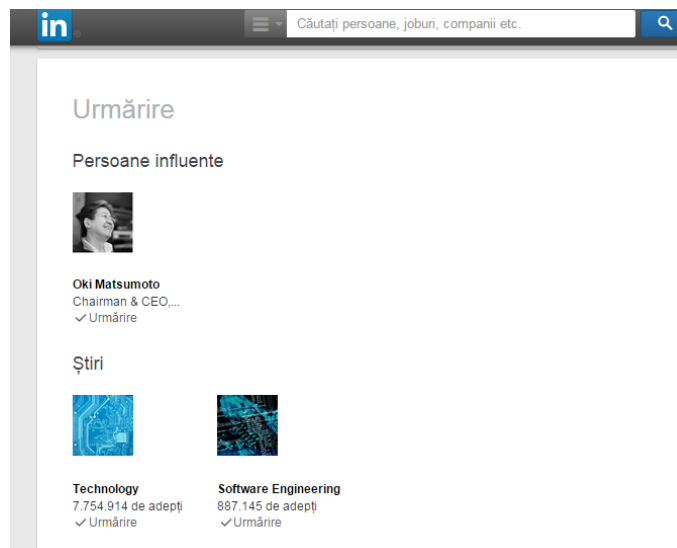 in
Căutați persoane, joburi, companii etc.
Urmărire
Persoane influente
Oki Matsumoto
Chairman & CEO,...
Urmărire
Știri
Technology
Software Engineering
7.754.914 de adepți
887.145 de adepți
Urmărire
Urmărire